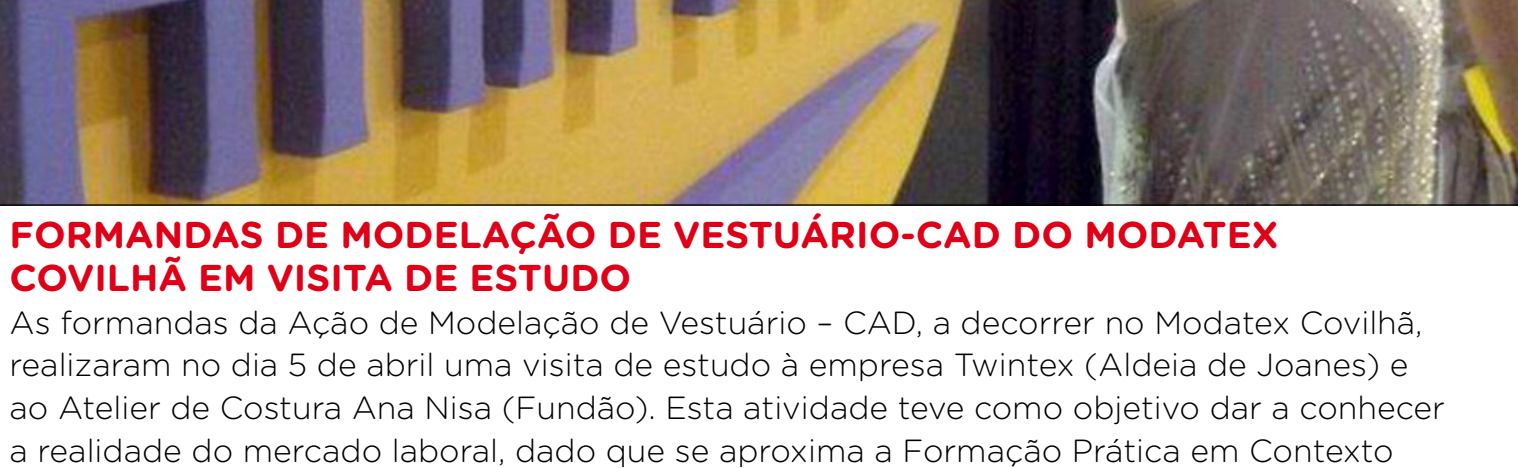 FORMANDAS DE MODELAÇÃO DE VESTUÁRIO-CAD DO MODATEX
COVILHÃ EM VISITA DE ESTUDO
As formandas da Ação de Modelação de Vestuário – CAD, a decorrer no Modatex Covilhã,
realizaram no dia 5 de abril uma visita de estudo à empresa Twintex (Aldeia de Joanes) e
ao Atelier de Costura Ana Nisa (Fundão). Esta atividade teve como objetivo dar a conhecer
a realidade do mercado laboral, dado que se aproxima a Formação Prática em Contexto